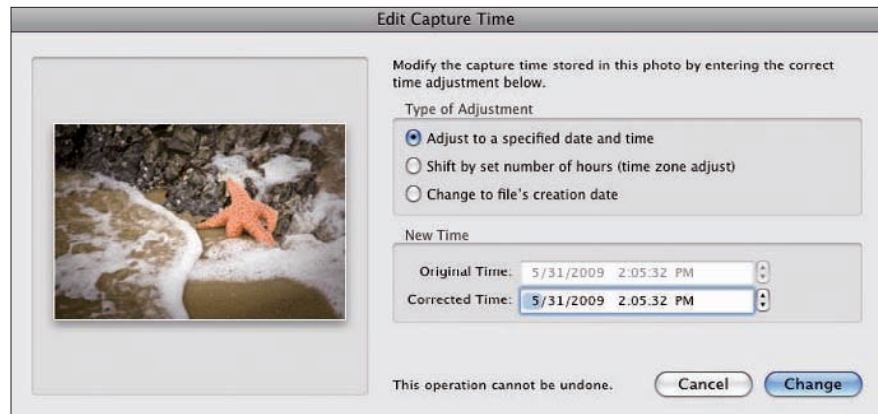 Edit Capture Time
Modify the capture time stored in this photo by entering the correct
time adjustment below.
Type of Adjustment
Adjust to a specified date and time
Shift by set number of hours (time zone adjust)
Change to file's creation date
New Time
Original Time: 5/31/2009 2:05:32 PM
Corrected Time: 5/31/2009 2:05:32 PM
This operation cannot be undone.
Cancel
Change